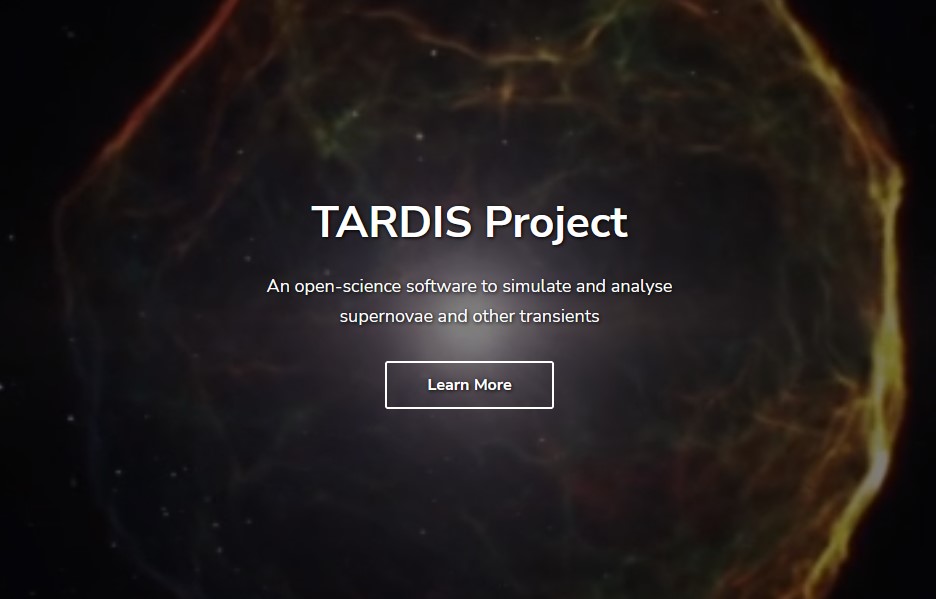 TARDIS Project
An open-science software to simulate and analyse
supernovae and other transients
Learn More